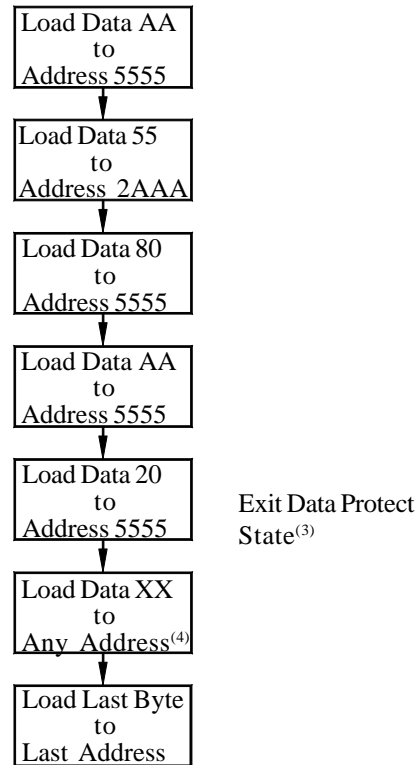 Load Data AA
to
Address 5555
Load Data 55
to
Address 2AAA
Load Data 80
to
Address 5555
Load Data AA
to
Address 5555
Load Data 20
to
Address 5555
Exit Data Protect
State(3)
Load Data XX
to
Any Address(4)
Load Last Byte
to
Last Address